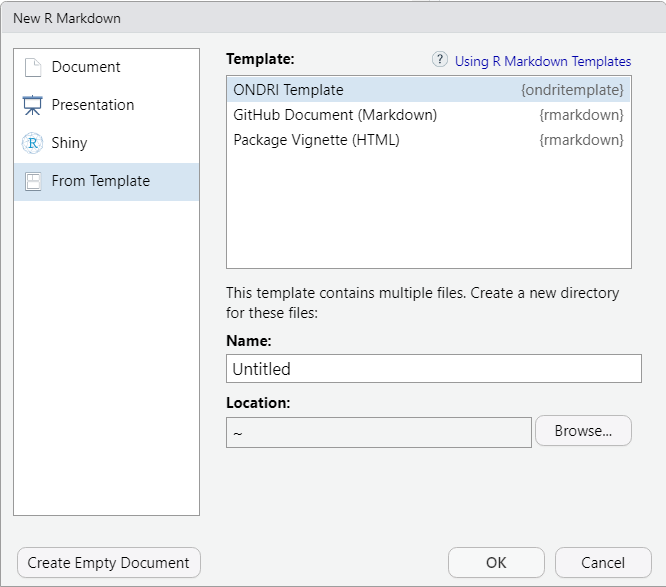 New R Markdown
Document
Presentation
R Shiny
From Template
Template:
? Using R Markdown Templates
ONDRI Template {ondritemplate}
GitHub Document (Markdown) {rmarkdown}
Package Vignette (HTML) {rmarkdown}
This template contains multiple files. Create a new directory
for these files:
Name:
Untitled
Location:
~
Browse...
Create Empty Document
OK
Cancel